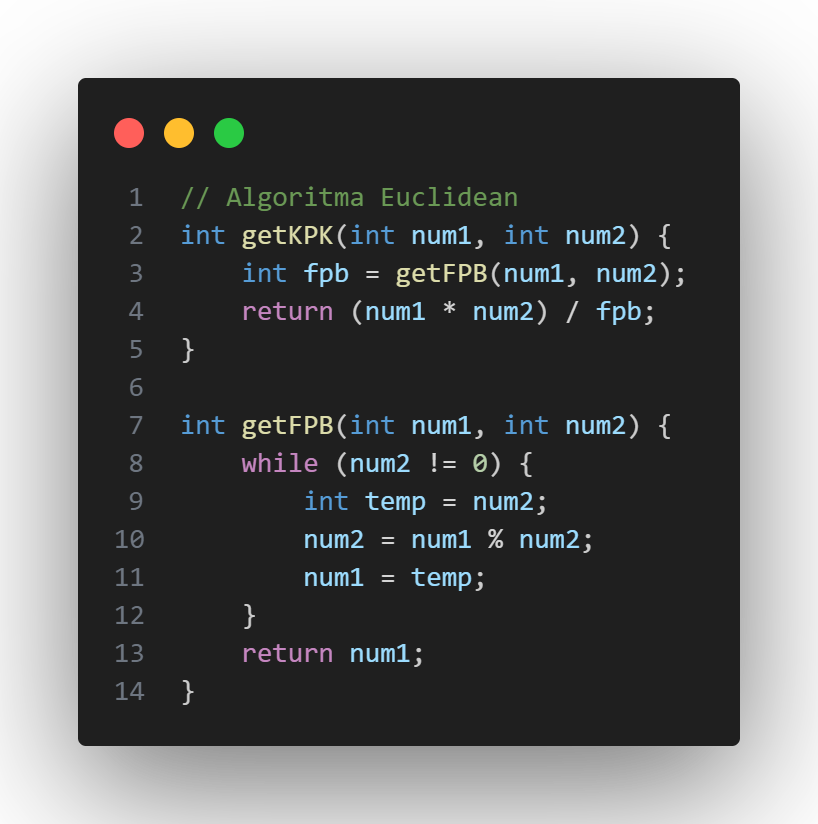 1 // Algoritma Euclidean
2 int getKPK(int num1, int num2) {
3     int fpb = getFPB(num1, num2);
4     return (num1 * num2) / fpb;
5 }
6
7 int getFPB(int num1, int num2) {
8     while (num2 != 0) {
9         int temp = num2;
10         num2 = num1 % num2;
11         num1 = temp;
12     }
13     return num1;
14 }